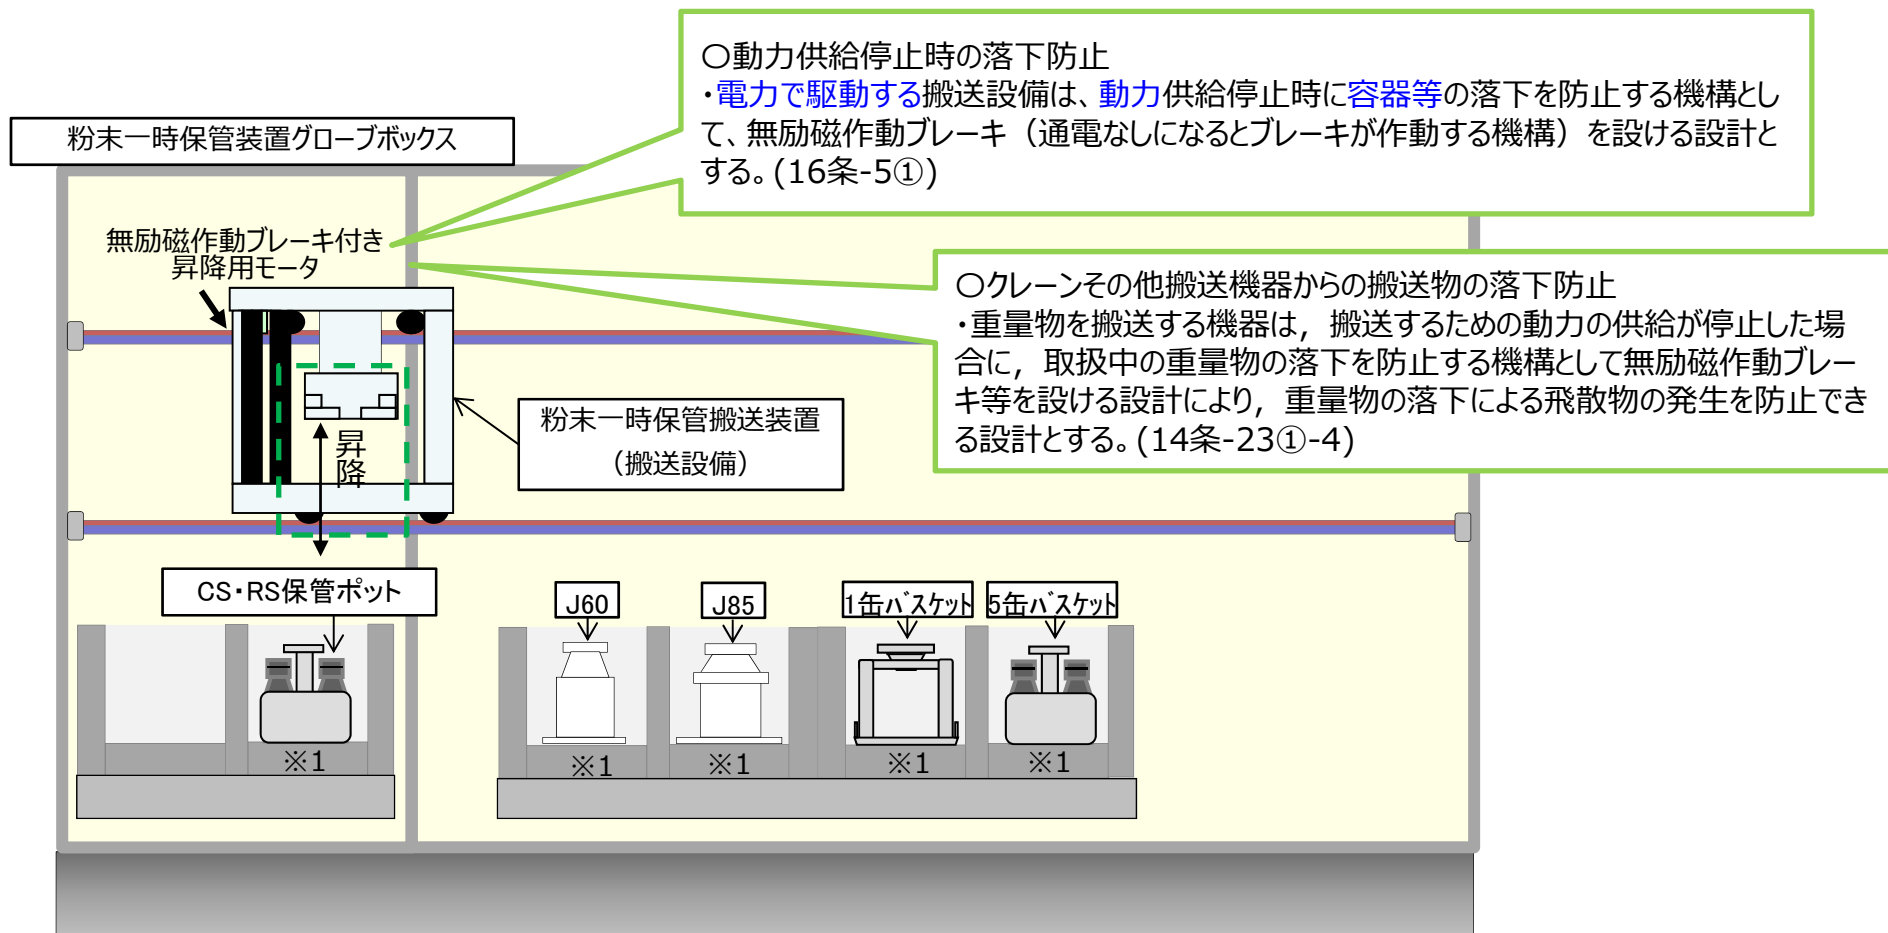 〇動力供給停止時の落下防止
・電力で駆動する搬送設備は、動力供給停止時に容器等の落下を防止する機構とし
て、無励磁作動ブレーキ（通電なしになるとブレーキが作動する機構）を設ける設計と
する。(16条-5①)
粉末一時保管装置グローブボックス
無励磁作動ブレーキ付き
昇降用モータ
〇クレーンその他搬送機器からの搬送物の落下防止
・重量物を搬送する機器は，搬送するための動力の供給が停止した場
合に，取扱中の重量物の落下を防止する機構として無励磁作動ブレー
キ等を設ける設計により，重量物の落下による飛散物の発生を防止でき
る設計とする。(14条-23①-4)
粉末一時保管搬送装置
（搬送設備）
昇降
CS・RS保管ポット
J60
J85
1缶バスケット
5缶バスケット
※1
※1
※1
※1
※1